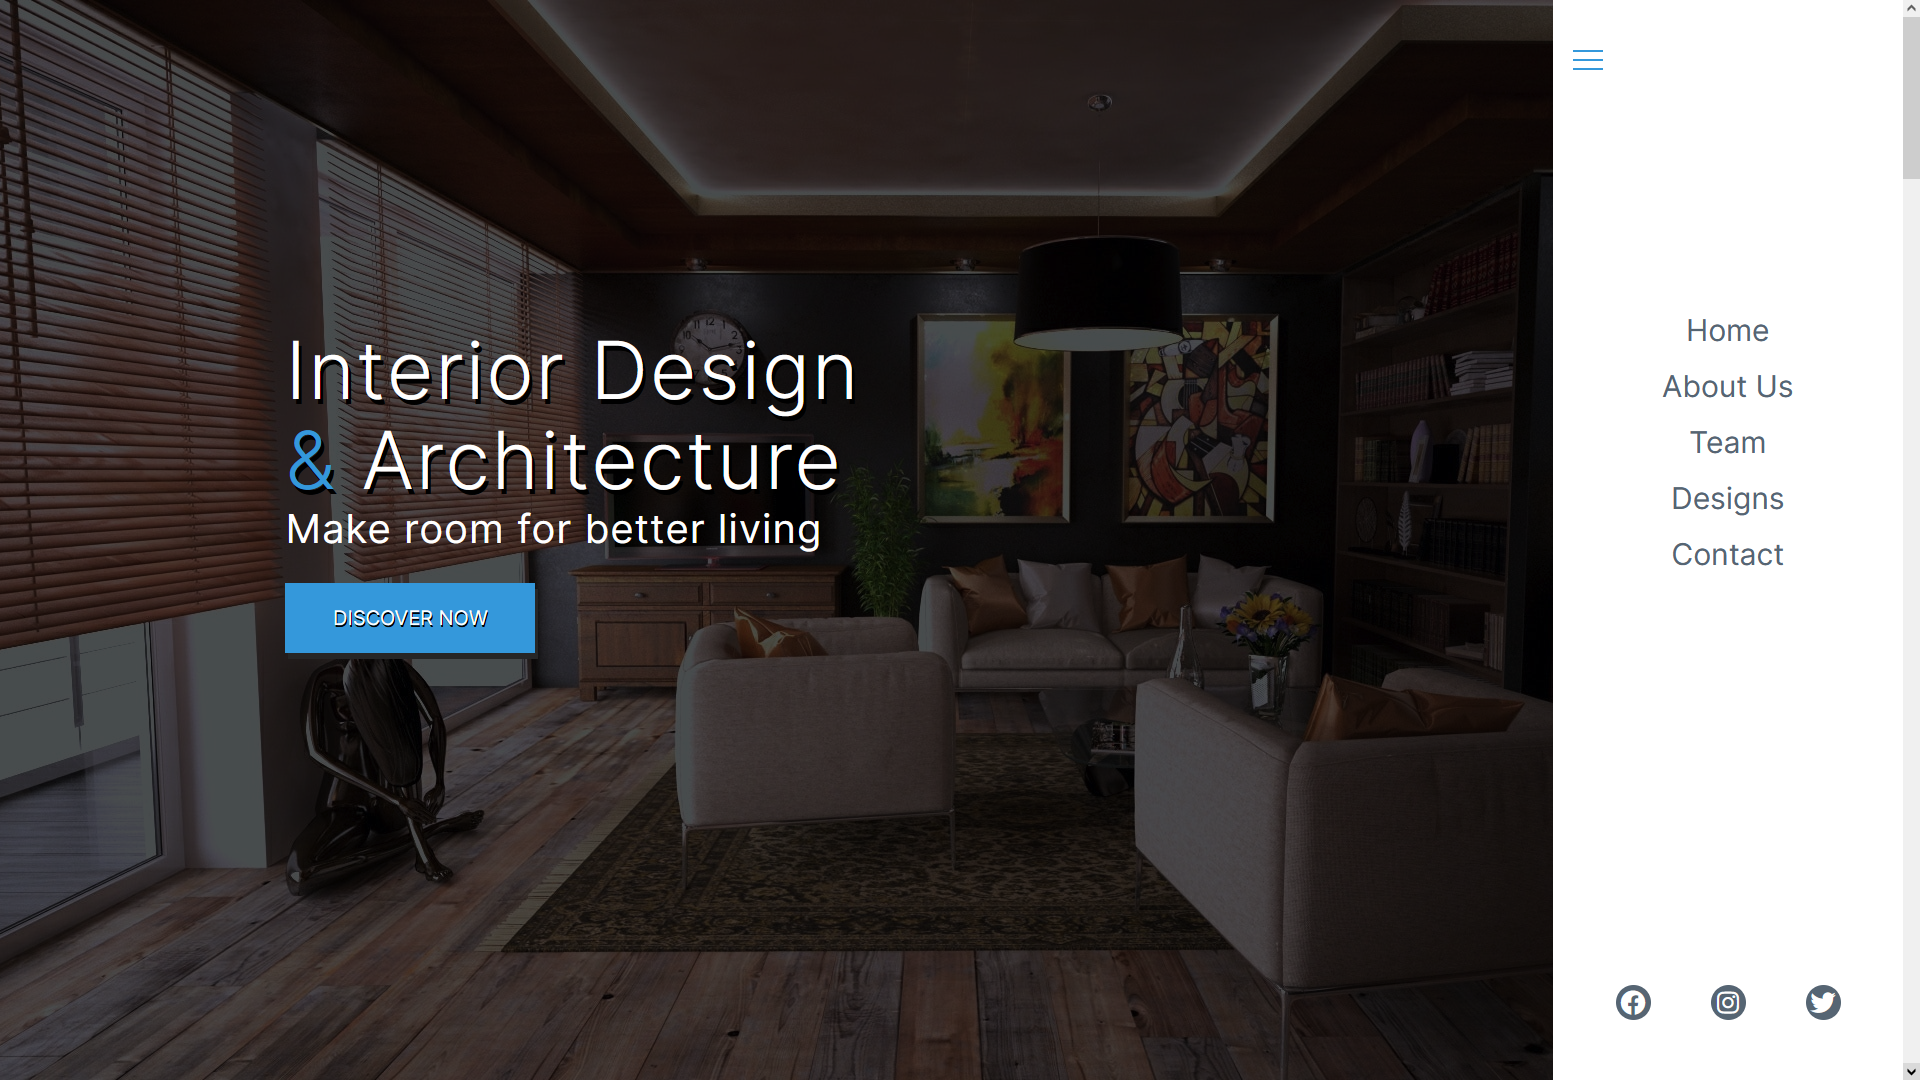 Interior Design
& Architecture
Make room for better living
DISCOVER NOW
Home
About Us
Team
Designs
Contact